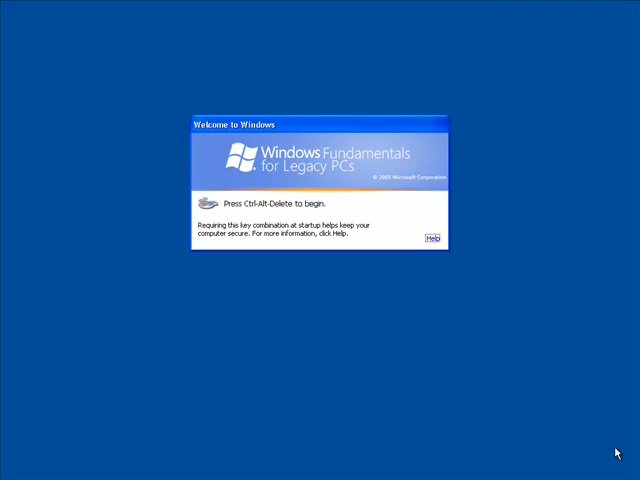 Welcome to Windows
Windows Fundamentals
for Legacy PCs
© 2005 Microsoft Corporation
Press Ctrl-Alt-Delete to begin.
Requiring this key combination at startup helps keep your
computer secure. For more information, click Help.
Help